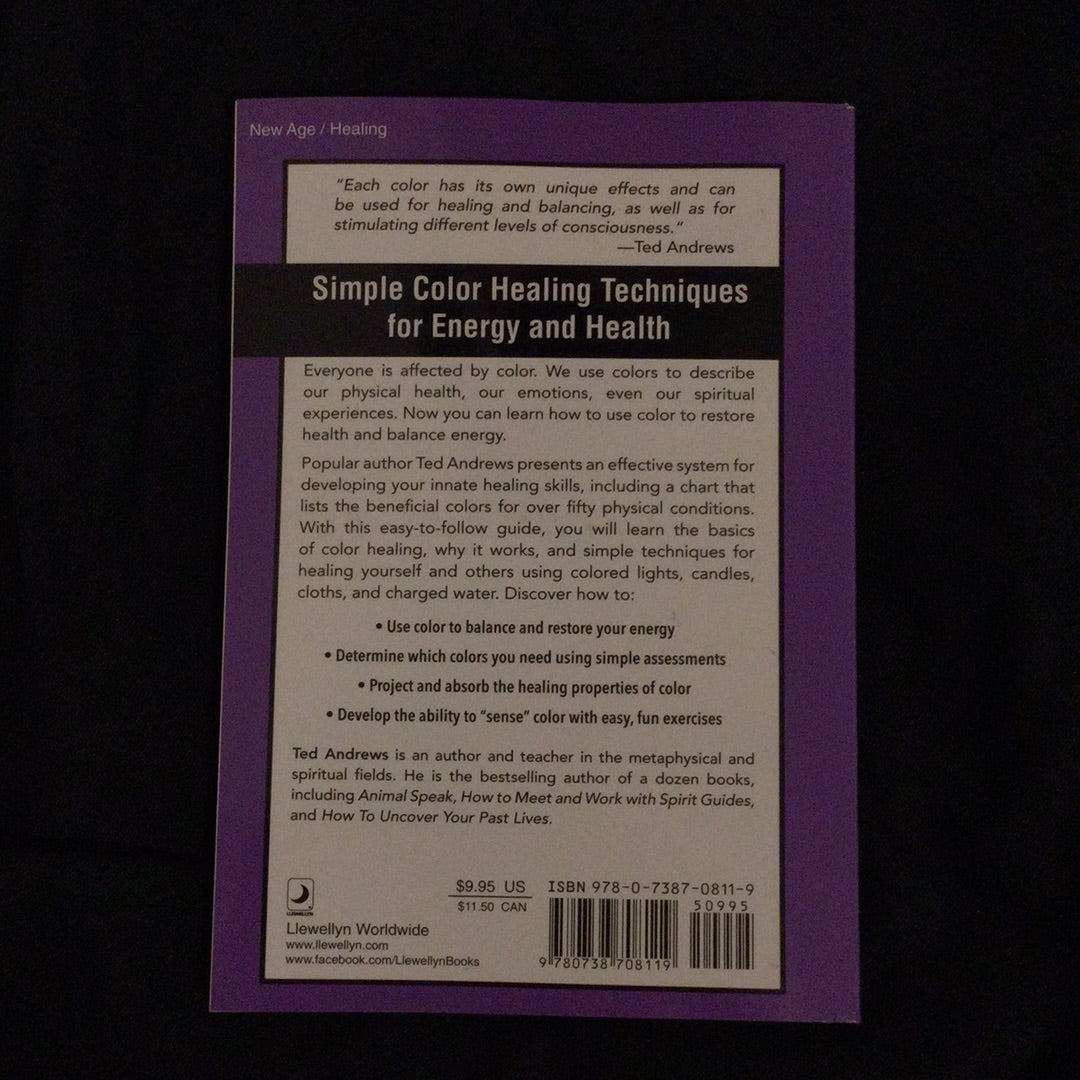 New Age / Healing
“Each color has its own unique effects and can
be used for healing and balancing, as well as for
stimulating different levels of consciousness.“
—Ted Andrews
Simple Color Healing Techniques
for Energy and Health
Everyone is affected by color. We use colors to describe
our physical health, our emotions, even our spiritual
experiences. Now you can learn how to use color to restore
health and balance energy.
Popular author Ted Andrews presents an effective system for
developing your innate healing skills, including a chart that
lists the beneficial colors for over fifty physical conditions.
With this easy-to-follow guide, you will learn the basics
of color healing, why it works, and simple techniques for
healing yourself and others using colored lights, candles,
cloths, and charged water. Discover how to:
• Use color to balance and restore your energy
• Determine which colors you need using simple assessments
• Project and absorb the healing properties of color
• Develop the ability to “sense” color with easy, fun exercises
Ted Andrews is an author and teacher in the metaphysical and
spiritual fields. He is the bestselling author of a dozen books,
including Animal Speak, How to Meet and Work with Spirit Guides,
and How To Uncover Your Past Lives.
LLEWELLYN
Llewellyn Worldwide
www.llewellyn.com
www.facebook.com/LlewellynBooks
$9.95 US
$11.50 CAN
ISBN 978-0-7387-0811-9
50995
9 780738 708119